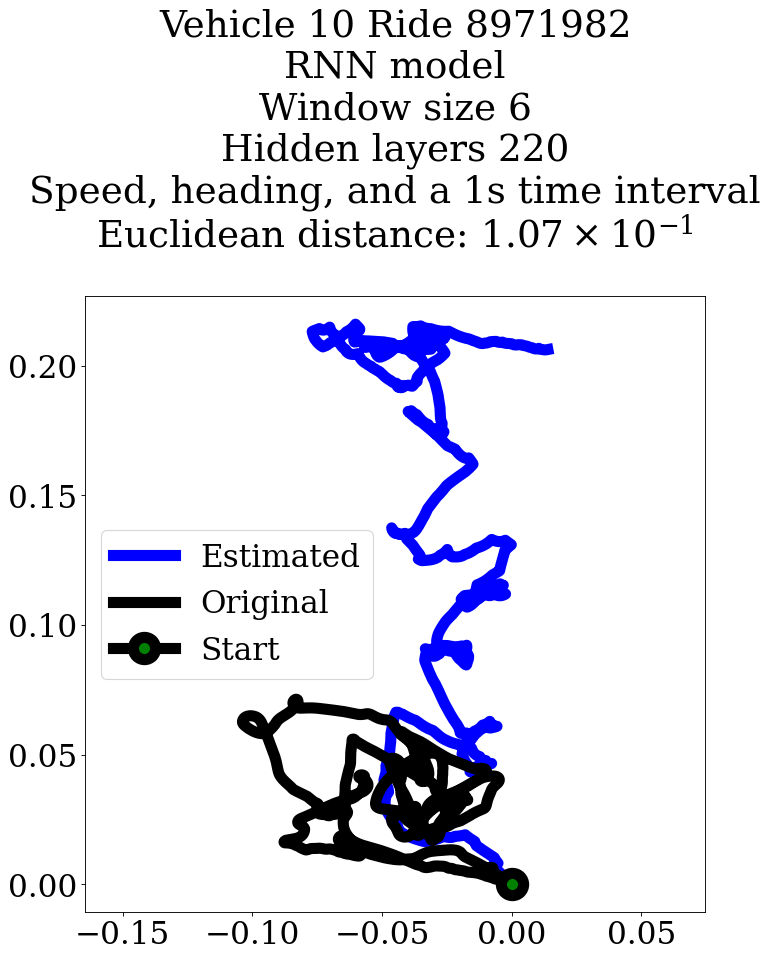 Vehicle 10 Ride 8971982
RNN model
Window size 6
Hidden layers 220
Speed, heading, and a 1s time interval
Euclidean distance: 1.07 × 10⁻¹
0.20
0.15
0.10
0.05
0.00
Estimated
Original
Start
−0.15 −0.10 −0.05 0.00 0.05